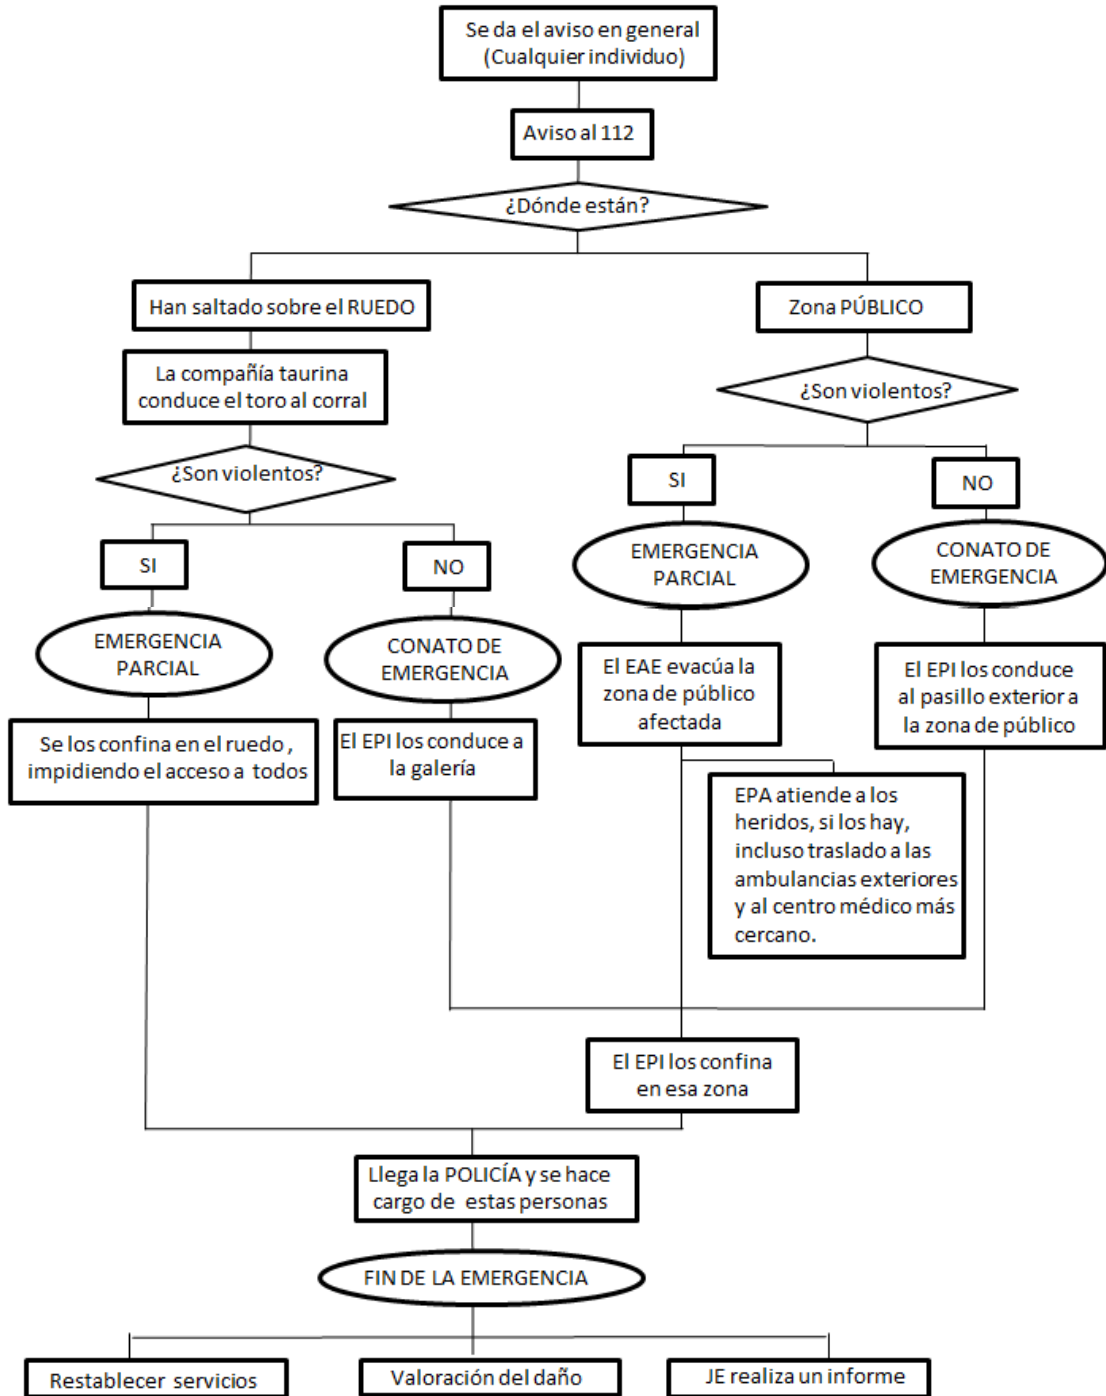 Se da el aviso en general
(Cualquier individuo)
Aviso al 112
¿Dónde están?
Han saltado sobre el RUEDO
Zona PÚBLICO
La compañía taurina
conduce el toro al corral
¿Son violentos?
¿Son violentos?
SI
NO
SI
NO
EMERGENCIA
PARCIAL
CONATO DE
EMERGENCIA
EMERGENCIA
PARCIAL
CONATO DE
EMERGENCIA
El EAE evacúa la
zona de público
afectada
El EPI los conduce
al pasillo exterior a
la zona de público
Se los confina en el ruedo ,
impidiendo el acceso a todos
El EPI los conduce a
la galería
EPA atiende a los
heridos, si los hay,
incluso traslado a las
ambulancias exteriores
y al centro médico más
cercano.
El EPI los confina
en esa zona
Llega la POLICÍA y se hace
cargo de estas personas
FIN DE LA EMERGENCIA
Restablecer servicios
Valoración del daño
JE realiza un informe